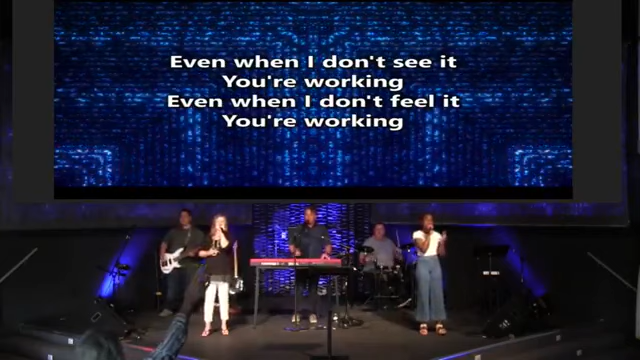 Even when I don't see it
You're working
Even when I don't feel it
You're working